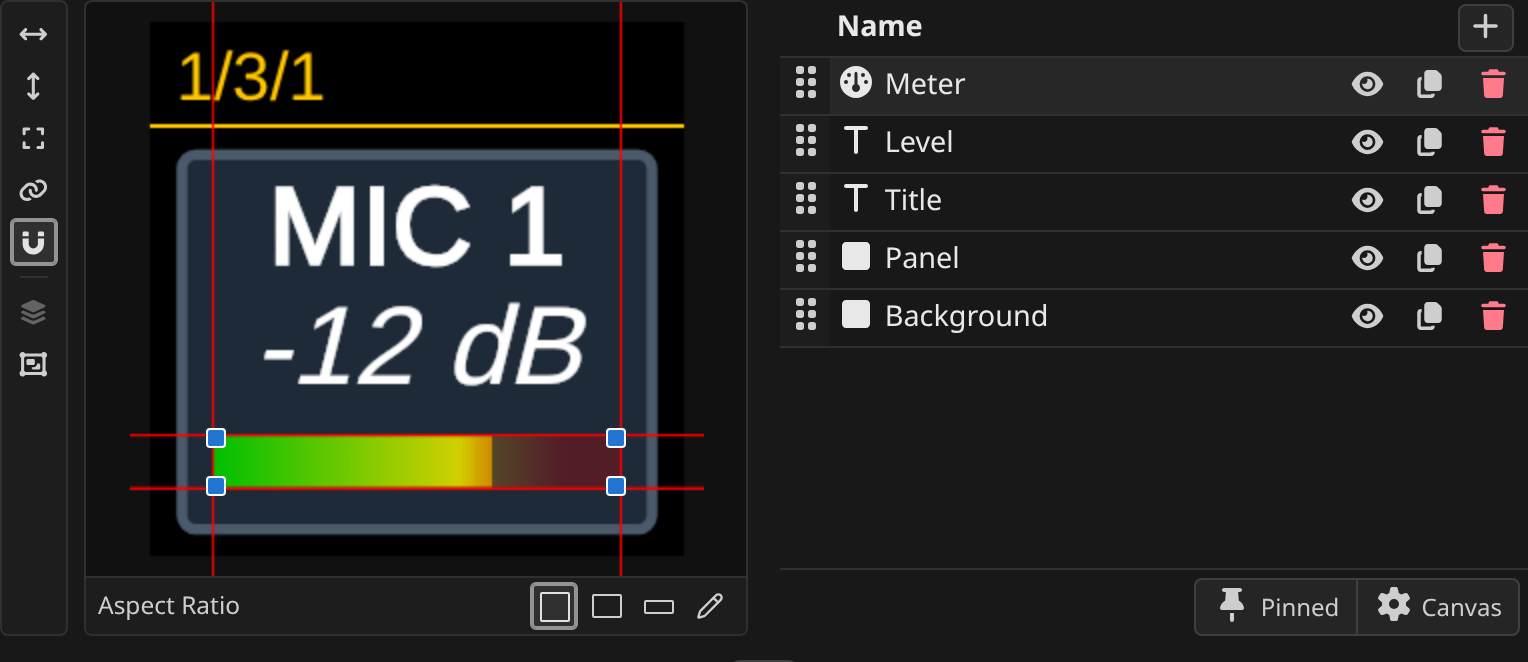 1/3/1
MIC 1
-12 dB
Aspect Ratio
Name
Meter
Level
Title
Panel
Background
Pinned
Canvas